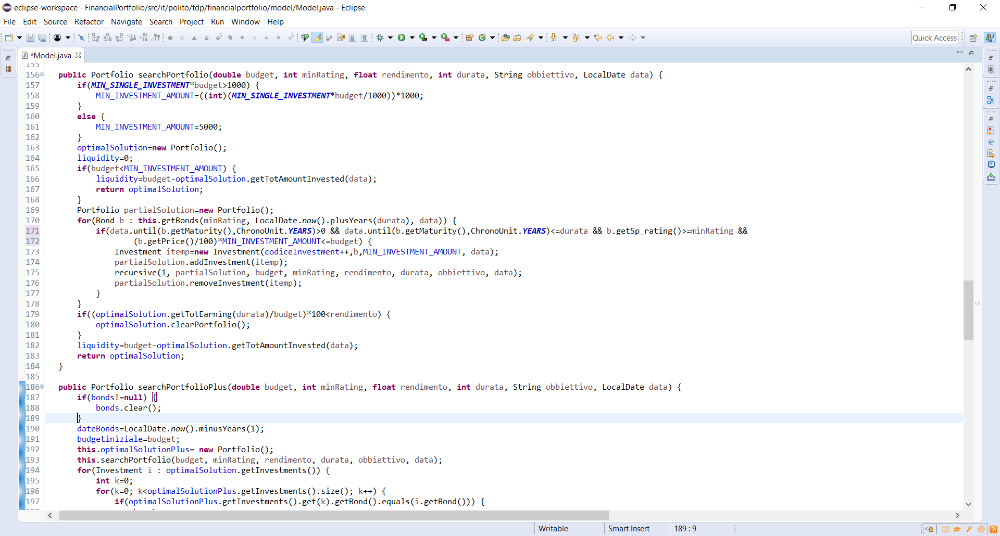 eclipse-workspace - FinancialPortfolio/src/it/polito/tdp/financialportfolio/model/Model.java - Eclipse
File Edit Source Refactor Navigate Search Project Run Window Help
Quick Access
*Model.java
155
156 public Portfolio searchPortfolio(double budget, int minRating, float rendimento, int durata, String obbiettivo, LocalDate data) {
157 if(MIN_SINGLE_INVESTMENT*budget>1000) {
158 MIN_INVESTMENT_AMOUNT=((int)(MIN_SINGLE_INVESTMENT*budget/1000))*1000;
159 }
160 else {
161 MIN_INVESTMENT_AMOUNT=5000;
162 }
163 optimalSolution=new Portfolio();
164 liquidity=0;
165 if(budget<MIN_INVESTMENT_AMOUNT) {
166 liquidity=budget-optimalSolution.getTotAmountInvested(data);
167 return optimalSolution;
168 }
169 Portfolio partialSolution=new Portfolio();
170 for(Bond b : this.getBonds(minRating, LocalDate.now().plusYears(durata), data)) {
171 if(data.until(b.getMaturity(),ChronoUnit.YEARS)>0 && data.until(b.getMaturity(),ChronoUnit.YEARS)<=durata && b.getSp_rating()>=minRating &&
172 (b.getPrice()/100)*MIN_INVESTMENT_AMOUNT<=budget) {
173 Investment itemp=new Investment(codiceInvestment++,b,MIN_INVESTMENT_AMOUNT, data);
174 partialSolution.addInvestment(itemp);
175 recursive(1, partialSolution, budget, minRating, rendimento, durata, obbiettivo, data);
176 partialSolution.removeInvestment(itemp);
177 }
178 }
179 if((optimalSolution.getTotEarning(durata)/budget)*100<rendimento) {
180 optimalSolution.clearPortfolio();
181 }
182 liquidity=budget-optimalSolution.getTotAmountInvested(data);
183 return optimalSolution;
184 }
185
186 public Portfolio searchPortfolioPlus(double budget, int minRating, float rendimento, int durata, String obbiettivo, LocalDate data) {
187 if(bonds!=null) {
188 bonds.clear();
189 }
190 dateBonds=LocalDate.now().minusYears(1);
191 budgetiniziale=budget;
192 this.optimalSolutionPlus= new Portfolio();
193 this.searchPortfolio(budget, minRating, rendimento, durata, obbiettivo, data);
194 for(Investment i : optimalSolution.getInvestments()) {
195 int k=0;
196 for(k=0; k<optimalSolutionPlus.getInvestments().size(); k++) {
197 if(optimalSolutionPlus.getInvestments().get(k).getBond().equals(i.getBond())) {
Writable Smart Insert 189 : 9